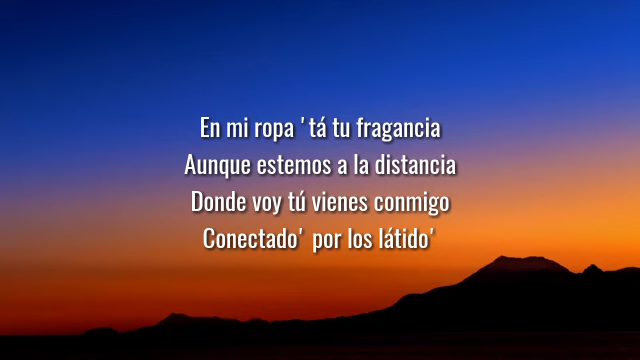 En mi ropa 'tá tu fragancia
Aunque estemos a la distancia
Donde voy tú vienes conmigo
Conectado' por los látido'